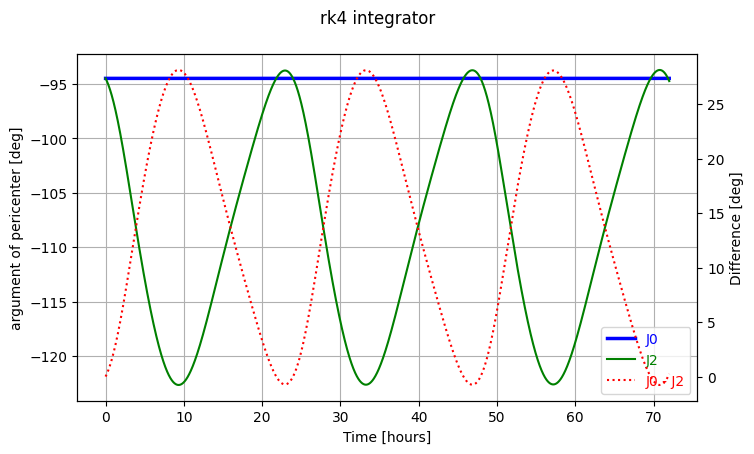 rk4 integrator
argument of pericenter [deg]
−95
−100
−105
−110
−115
−120
25
20
15
10
5
0
Difference [deg]
J0
J2
J0 - J2
0 10 20 30 40 50 60 70
Time [hours]